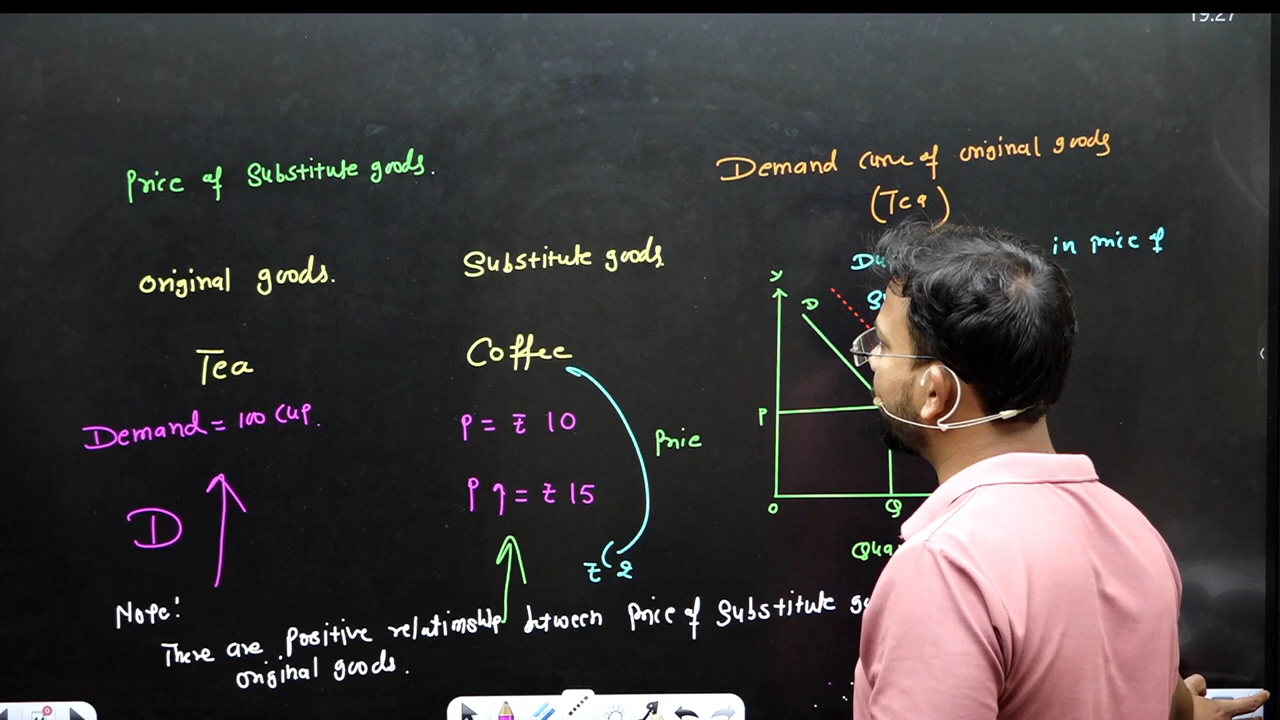 19:27
Price of Substitute goods.
original goods.
Substitute goods
Tea
Coffee
Demand = 100 Cup.
P = ₹ 10
P ↑ = ₹ 15
Price
D ↑
↑
Note:
There are positive relationship between Price of Substitute
original goods.
Demand curve of original goods
(Tea)
in price of
Y
D
P
O
Q